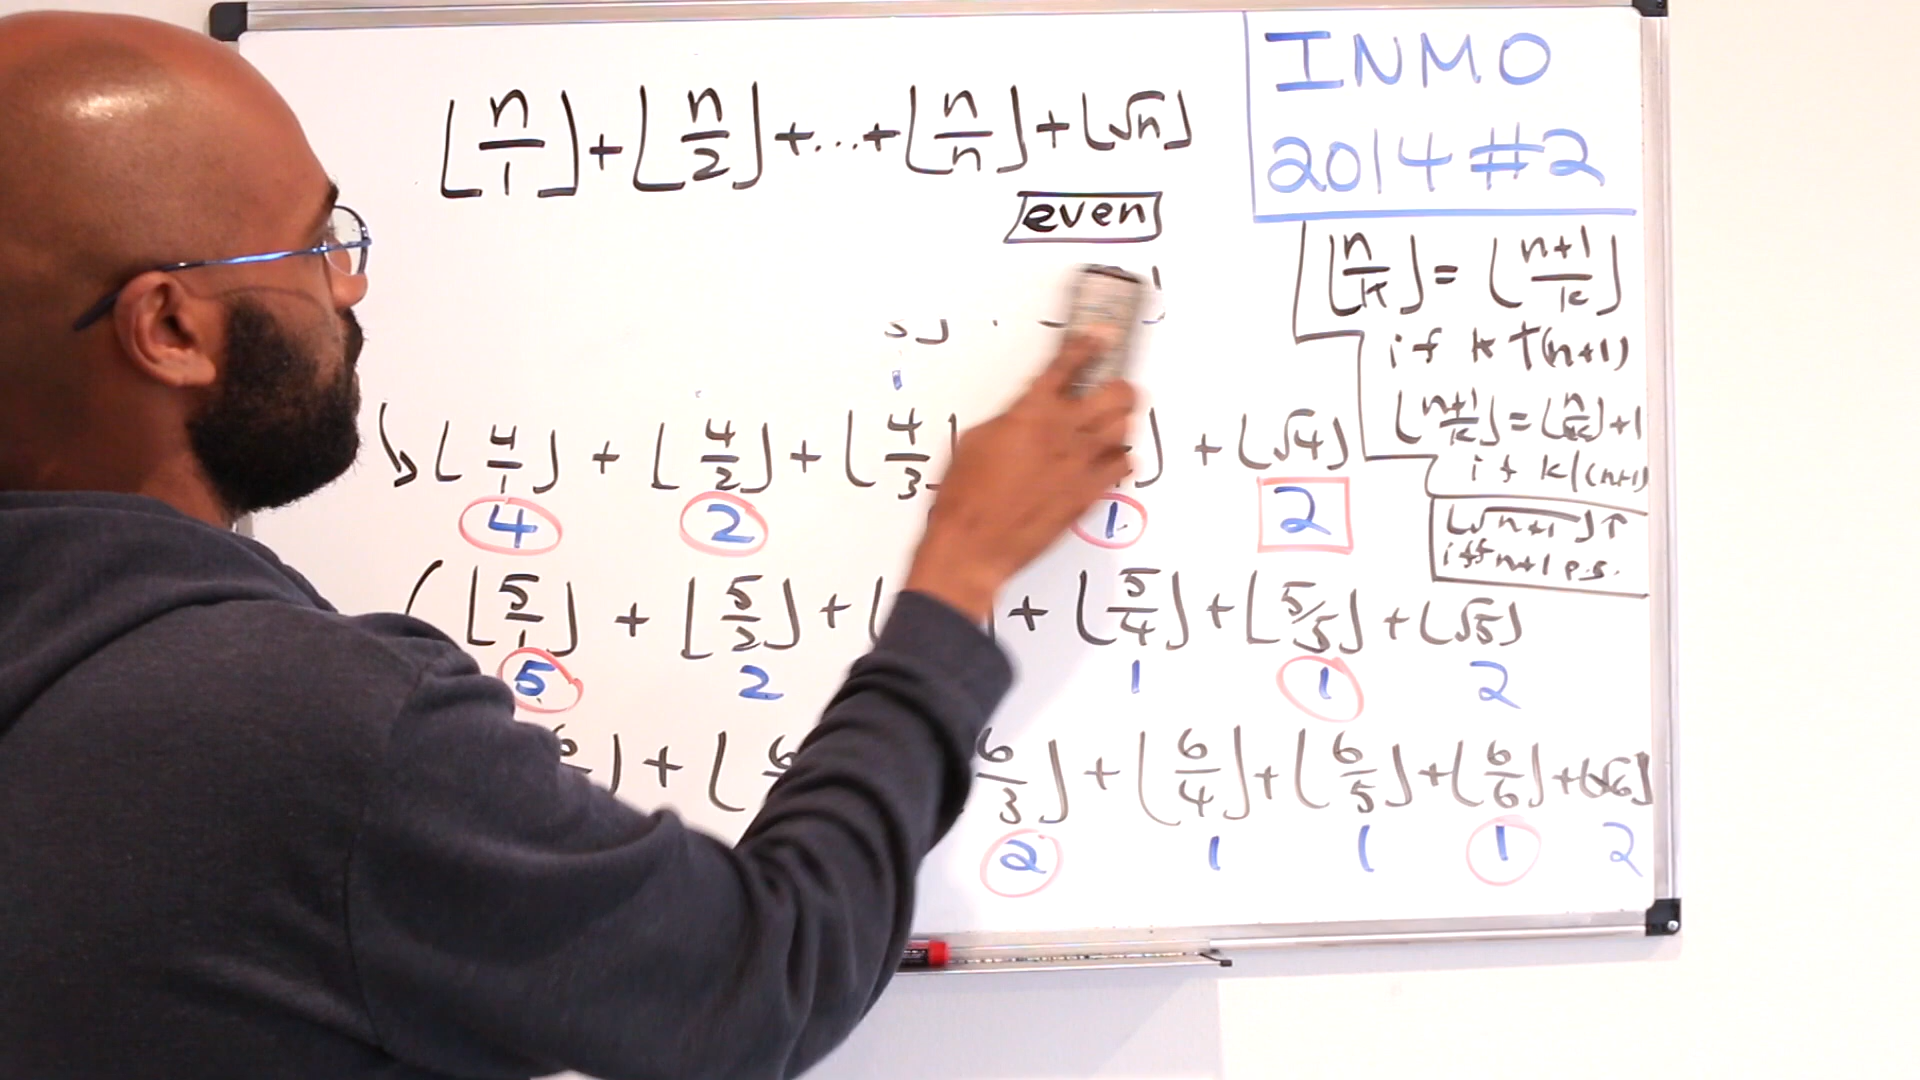 ⌊n/1⌋+⌊n/2⌋+...+⌊n/n⌋+⌊√n⌋
even
INMO
2014 #2
⌊n/k⌋ = ⌊n+1/k⌋
if k∤(n+1)
⌊n+1/k⌋=⌊n/k⌋+1
if k|(n+1)
⌊√n+1⌋↑
iff n+1 p.s.
⌊4/1⌋ + ⌊4/2⌋ + ⌊4/3 + ⌊√4⌋
4 2 1 2
⌊5/1⌋ + ⌊5/2⌋ + ⌊ + ⌊5/4⌋ + ⌊5/5⌋ + ⌊√5⌋
5 2 1 1 2
⌋ + ⌊6 6/3⌋ + ⌊6/4⌋ + ⌊6/5⌋ + ⌊6/6⌋ + ⌊√6⌋
2 1 1 1 2